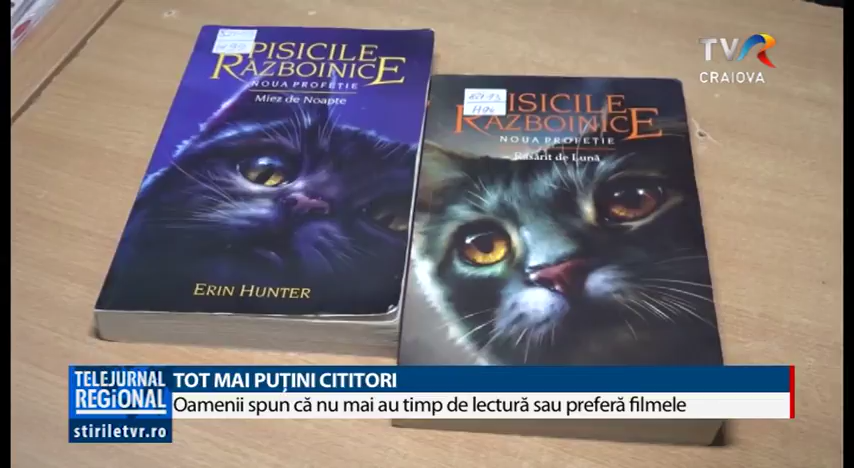 TVR
CRAIOVA
PISICILE
RĂZBOINICE
NOUA PROFEȚIE
Miez de Noapte
ERIN HUNTER
PISICILE
RĂZBOINICE
NOUA PROFEȚIE
Răsărit de Lună
TELEJURNAL
REGIONAL
stiriletvr.ro
TOT MAI PUȚINI CITITORI
Oamenii spun că nu mai au timp de lectură sau preferă filmele